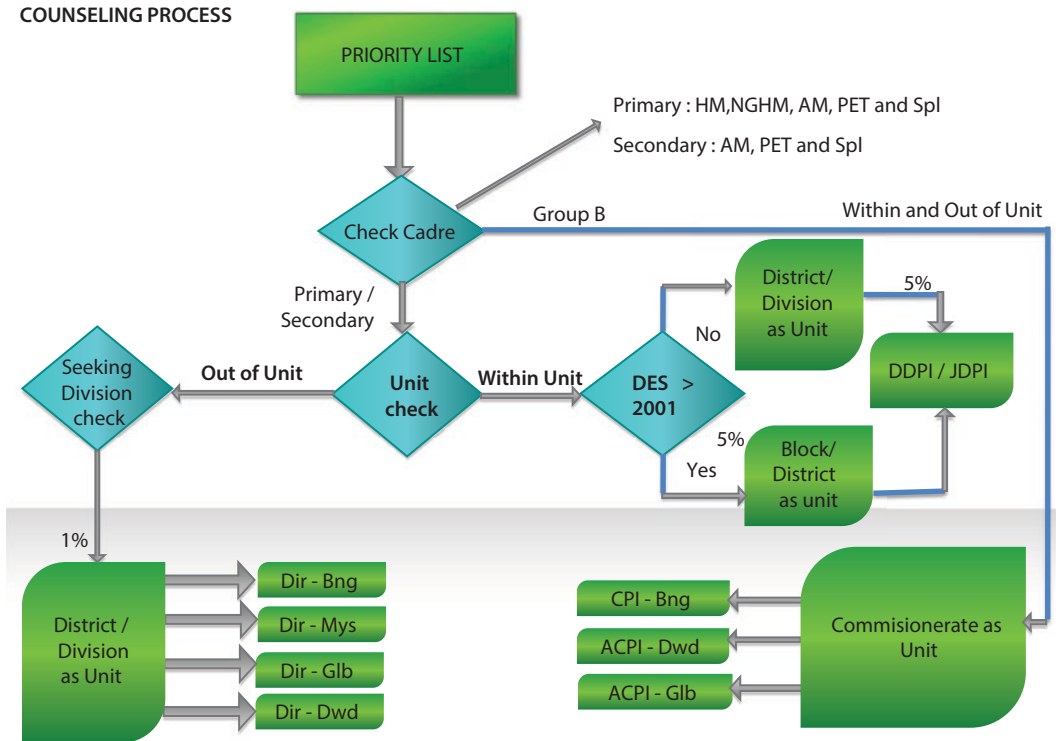 COUNSELING PROCESS
PRIORITY LIST
Primary : HM,NGHM, AM, PET and Spl
Secondary : AM, PET and Spl
Check Cadre
Group B
Within and Out of Unit
Primary /
Secondary
District/
Division
as Unit
5%
No
DDPI / JDPI
Seeking
Division
check
Out of Unit
Unit
check
Within Unit
DES >
2001
5%
Yes
Block/
District
as unit
1%
District /
Division
as Unit
Dir - Bng
Dir - Mys
Dir - Glb
Dir - Dwd
CPI - Bng
ACPI - Dwd
ACPI - Glb
Commisionerate as
Unit